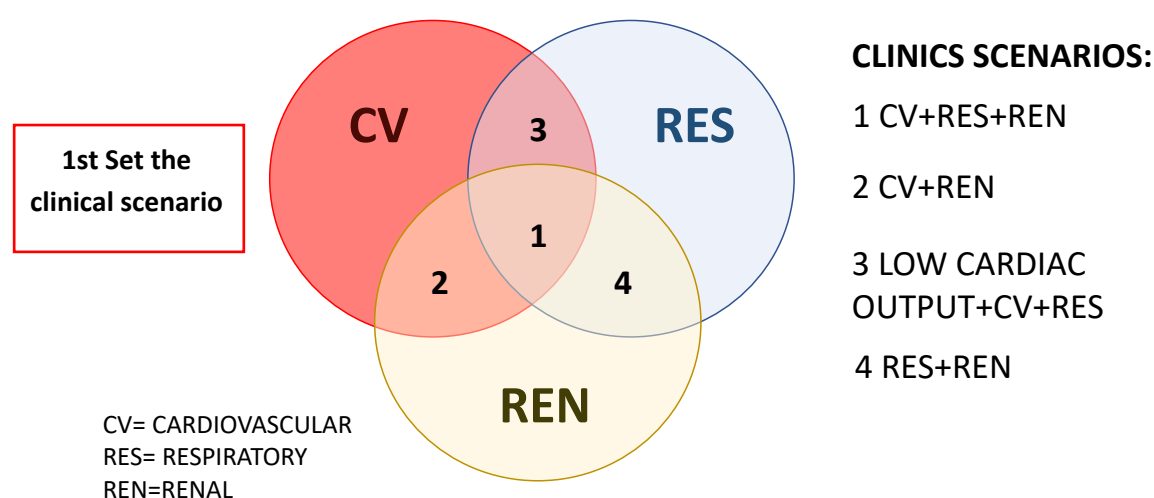 1st Set the
clinical scenario
CV
RES
3
1
2
4
REN
CV= CARDIOVASCULAR
RES= RESPIRATORY
REN=RENAL
CLINICS SCENARIOS:
1 CV+RES+REN
2 CV+REN
3 LOW CARDIAC
OUTPUT+CV+RES
4 RES+REN